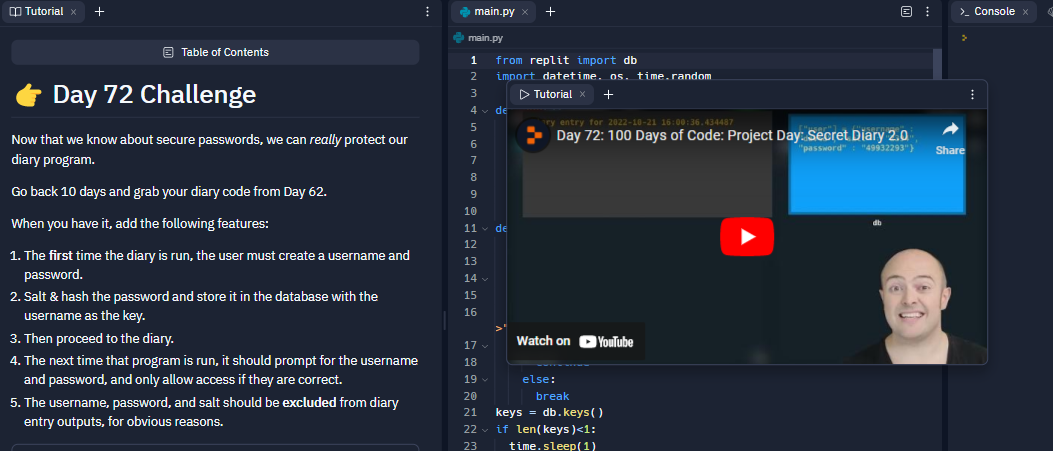 Tutorial
main.py
Console
Table of Contents
main.py
👉 Day 72 Challenge
Now that we know about secure passwords, we can really protect our
diary program.
Go back 10 days and grab your diary code from Day 62.
When you have it, add the following features:
1. The first time the diary is run, the user must create a username and
password.
2. Salt & hash the password and store it in the database with the
username as the key.
3. Then proceed to the diary.
4. The next time that program is run, it should prompt for the username
and password, and only allow access if they are correct.
5. The username, password, and salt should be excluded from diary
entry outputs, for obvious reasons.
1 from replit import db
2 import datetime, os, time,random
3
4 de
5
6
7
8
9
10
11 de
12
13
14
15
16
>"
17
18
19 else:
20 break
21 keys = db.keys()
22 if len(keys)<1:
23 time.sleep(1)
Tutorial
entry for 2022-10-21 16:00:36.434487
Day 72: 100 Days of Code: Project Day: Secret Diary 2.0
"password" : "49932293"}
Share
db
Watch on YouTube